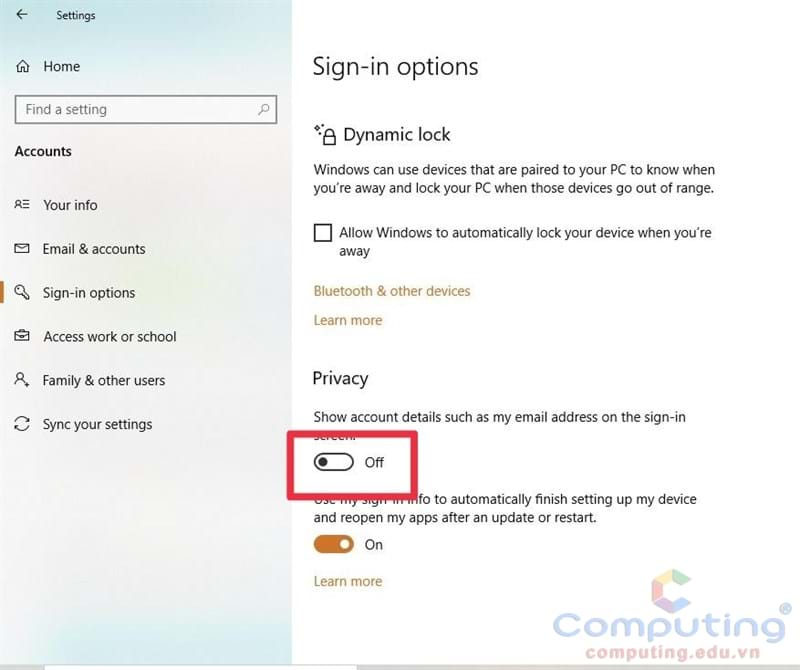 Settings
Home
Find a setting
Accounts
Your info
Email & accounts
Sign-in options
Access work or school
Family & other users
Sync your settings
Sign-in options
Dynamic lock
Windows can use devices that are paired to your PC to know when
you're away and lock your PC when those devices go out of range.
Allow Windows to automatically lock your device when you're
away
Bluetooth & other devices
Learn more
Privacy
Show account details such as my email address on the sign-in
screen.
Off
Use my sign-in info to automatically finish setting up my device
and reopen my apps after an update or restart.
On
Learn more
Computing®
computing.edu.vn